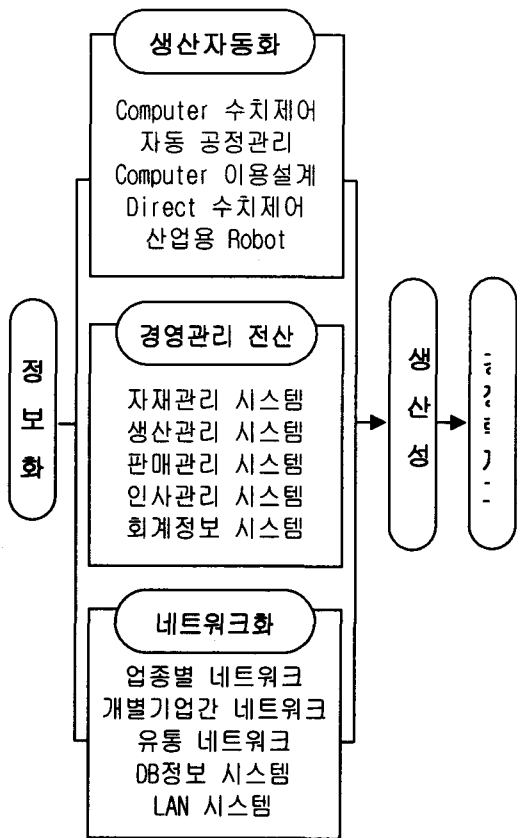 생산자동화
Computer 수치제어
자동 공정관리
Computer 이용설계
Direct 수치제어
산업용 Robot
정보화
경영관리 전산
자재관리 시스템
생산관리 시스템
판매관리 시스템
인사관리 시스템
회계정보 시스템
생산성
네트워크화
업종별 네트워크
개별기업간 네트워크
유통 네트워크
DB정보 시스템
LAN 시스템